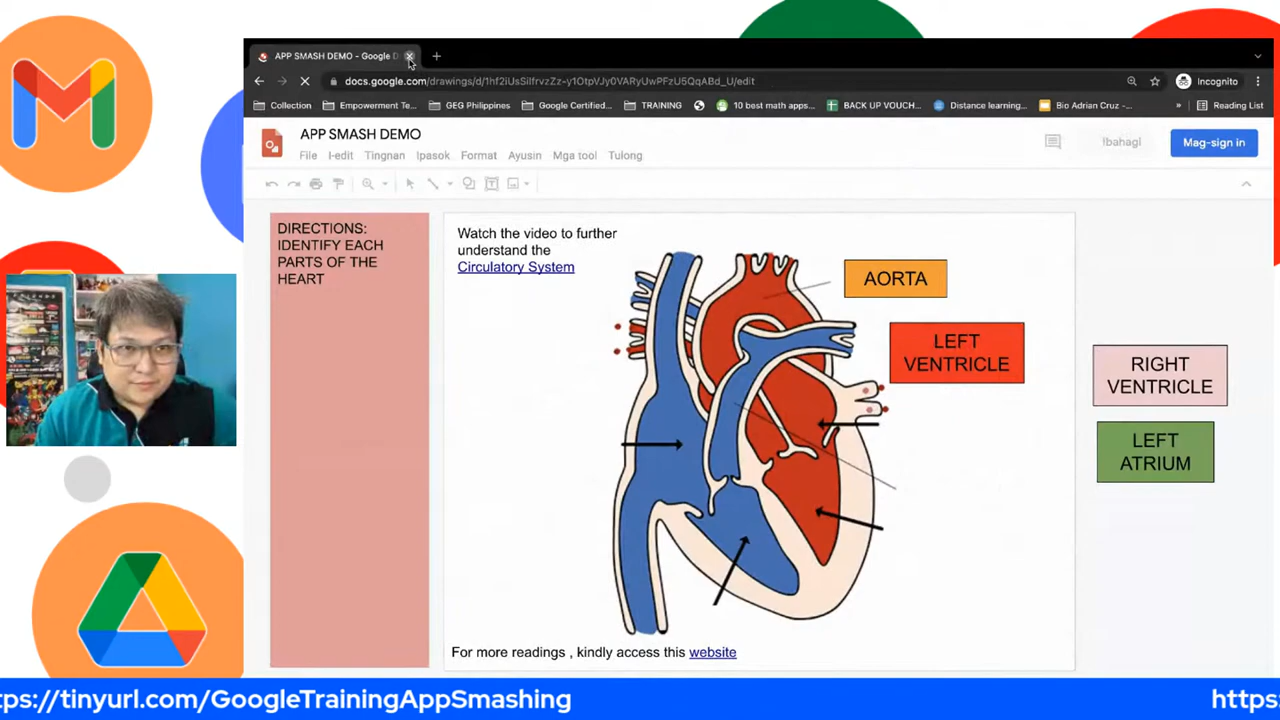 APP SMASH DEMO - Google D
docs.google.com/drawings/d/1hf2iUsSilfrvzZz-y1OtpVJy0VARyUwPFzU5QqABd_U/edit
Incognito
Collection
Empowerment Te...
GEG Philippines
Google Certified...
TRAINING
10 best math apps...
BACK UP VOUCH...
Distance learning...
Bio Adrian Cruz -...
»
Reading List
APP SMASH DEMO
File I-edit Tingnan Ipasok Format Ayusin Mga tool Tulong
Ibahagi
Mag-sign in
DIRECTIONS:
IDENTIFY EACH
PARTS OF THE
HEART
Watch the video to further
understand the
Circulatory System
AORTA
LEFT
VENTRICLE
RIGHT
VENTRICLE
LEFT
ATRIUM
For more readings , kindly access this website
tps://tinyurl.com/GoogleTrainingAppSmashing
https: